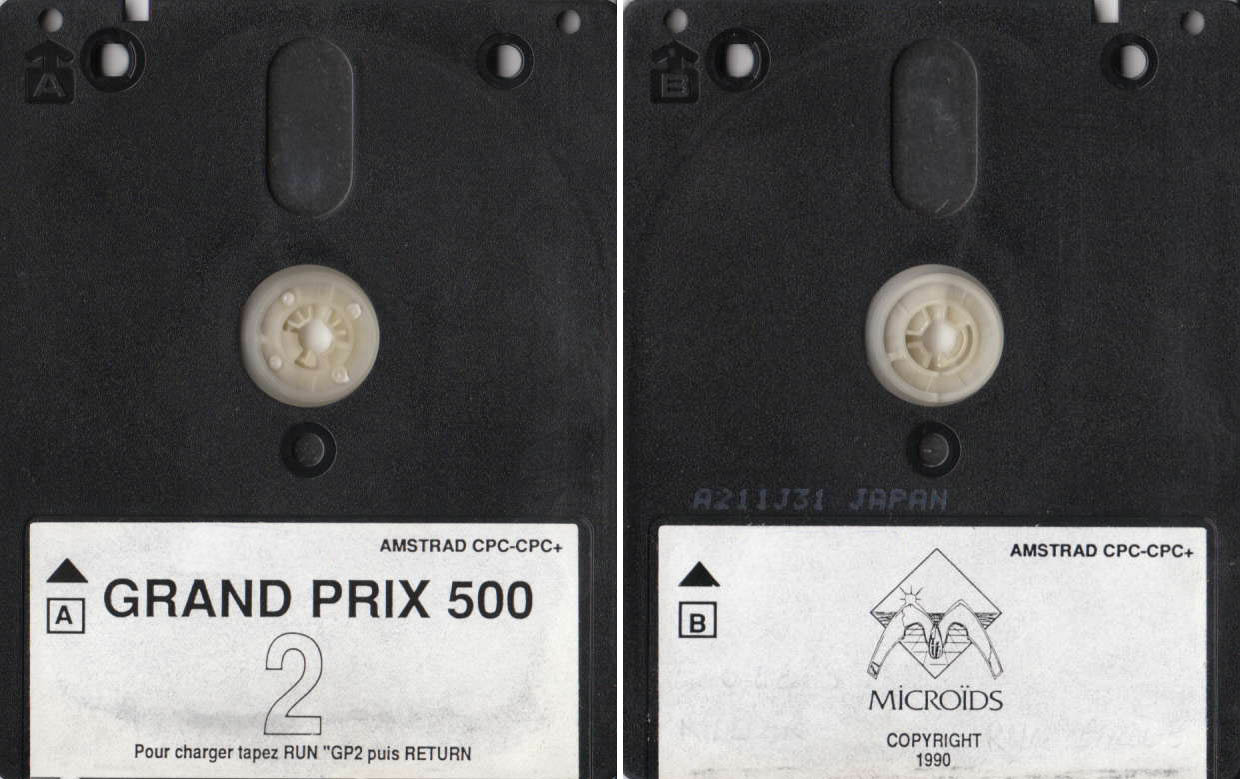 A
AMSTRAD CPC-CPC+
A
GRAND PRIX 500
2
Pour charger tapez RUN "GP2 puis RETURN
B
A211J31 JAPAN
AMSTRAD CPC-CPC+
B
MiCROÏDS
COPYRIGHT
1990